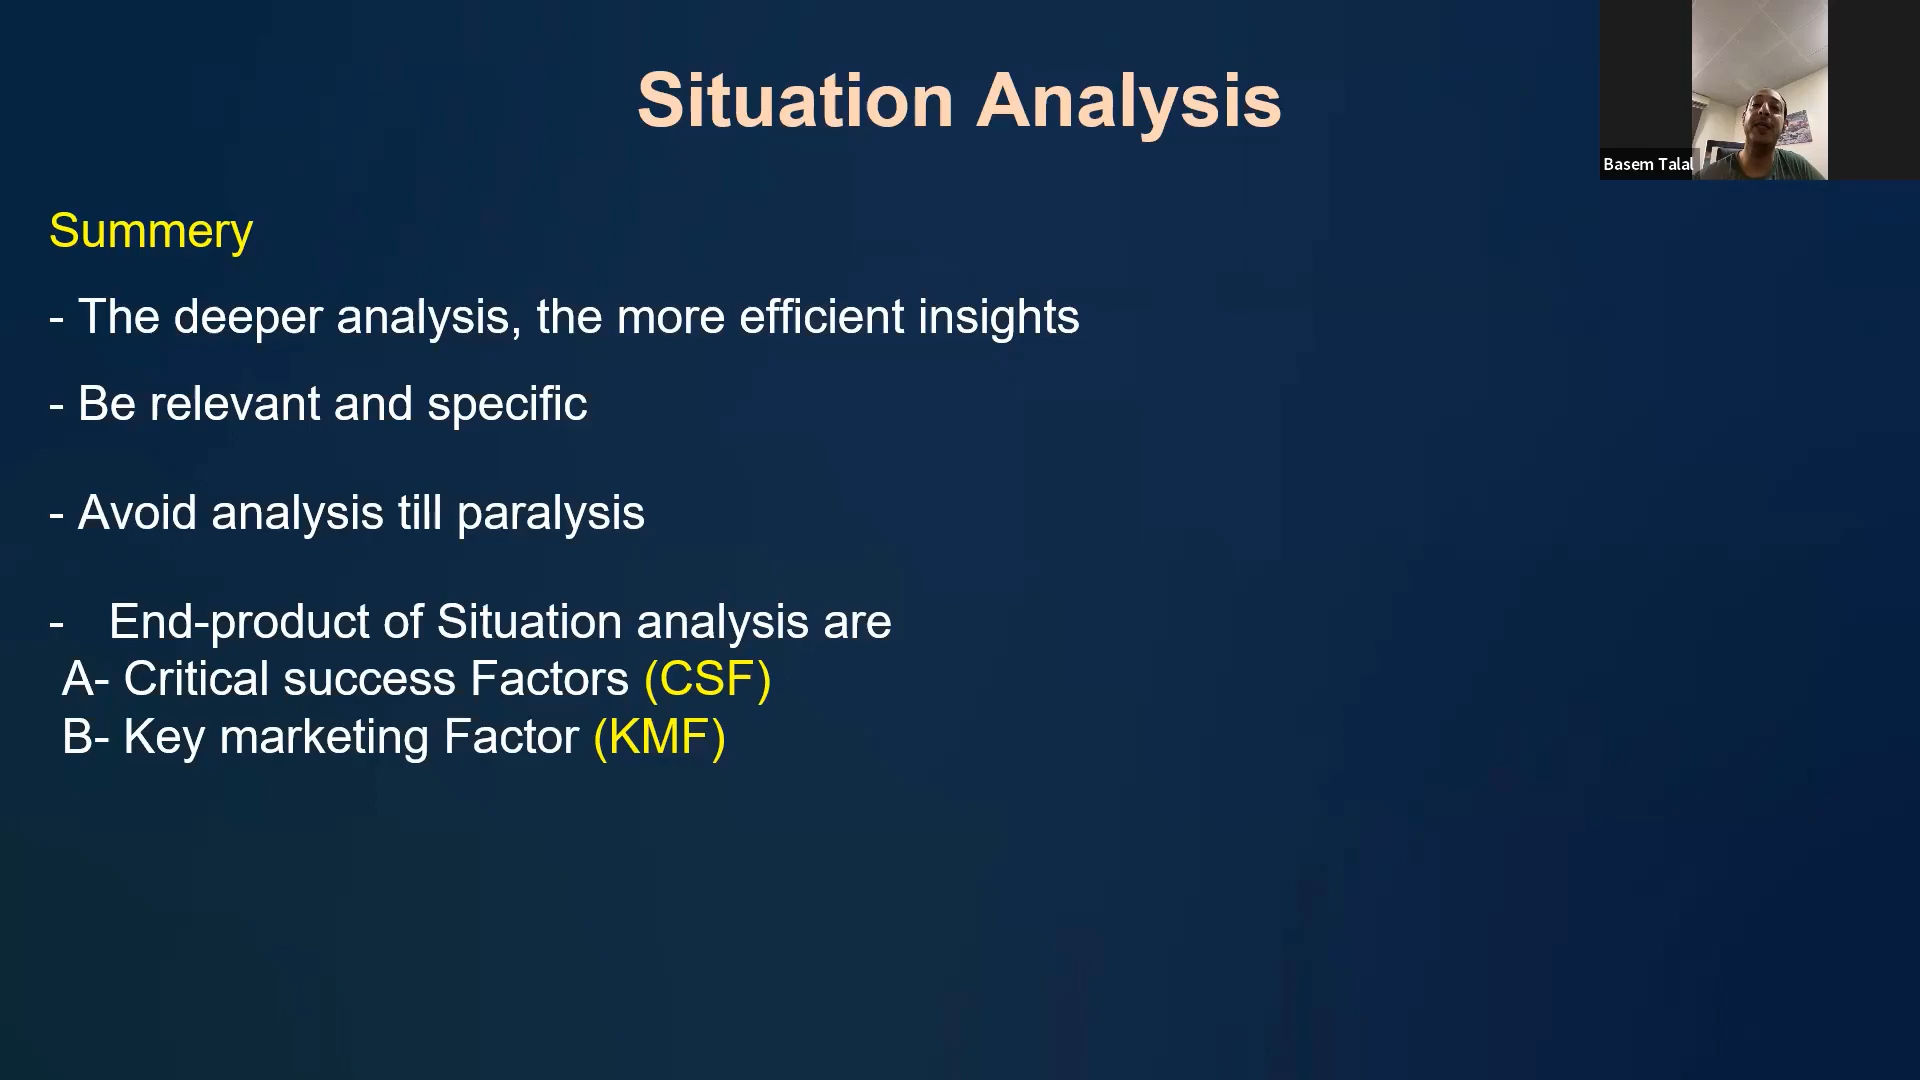 Situation Analysis
Basem Talal
Summery
- The deeper analysis, the more efficient insights
- Be relevant and specific
- Avoid analysis till paralysis
- End-product of Situation analysis are
A- Critical success Factors (CSF)
B- Key marketing Factor (KMF)